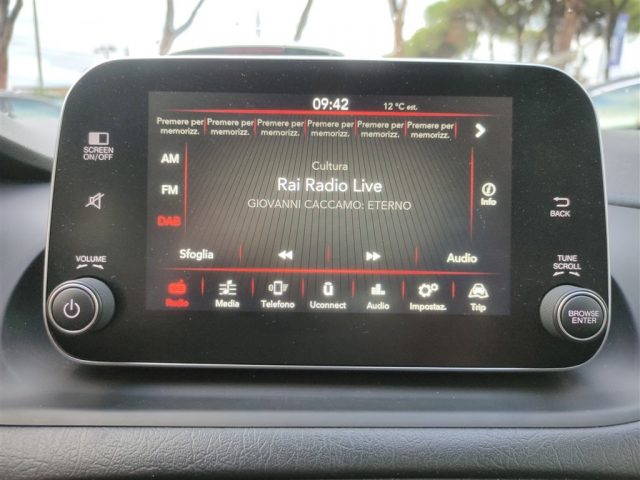 09:42
12 °C est.
Premere per memorizz.
Premere per memorizz.
Premere per memorizz.
Premere per memorizz.
Premere per memorizz.
Premere per memorizz.
SCREEN
ON/OFF
AM
FM
DAB
Cultura
Rai Radio Live
GIOVANNI CACCAMO: ETERNO
Info
BACK
VOLUME
TUNE
SCROLL
Sfoglia
Audio
BROWSE
ENTER
Radio
Media
Telefono
Uconnect
Audio
Impostaz.
Trip